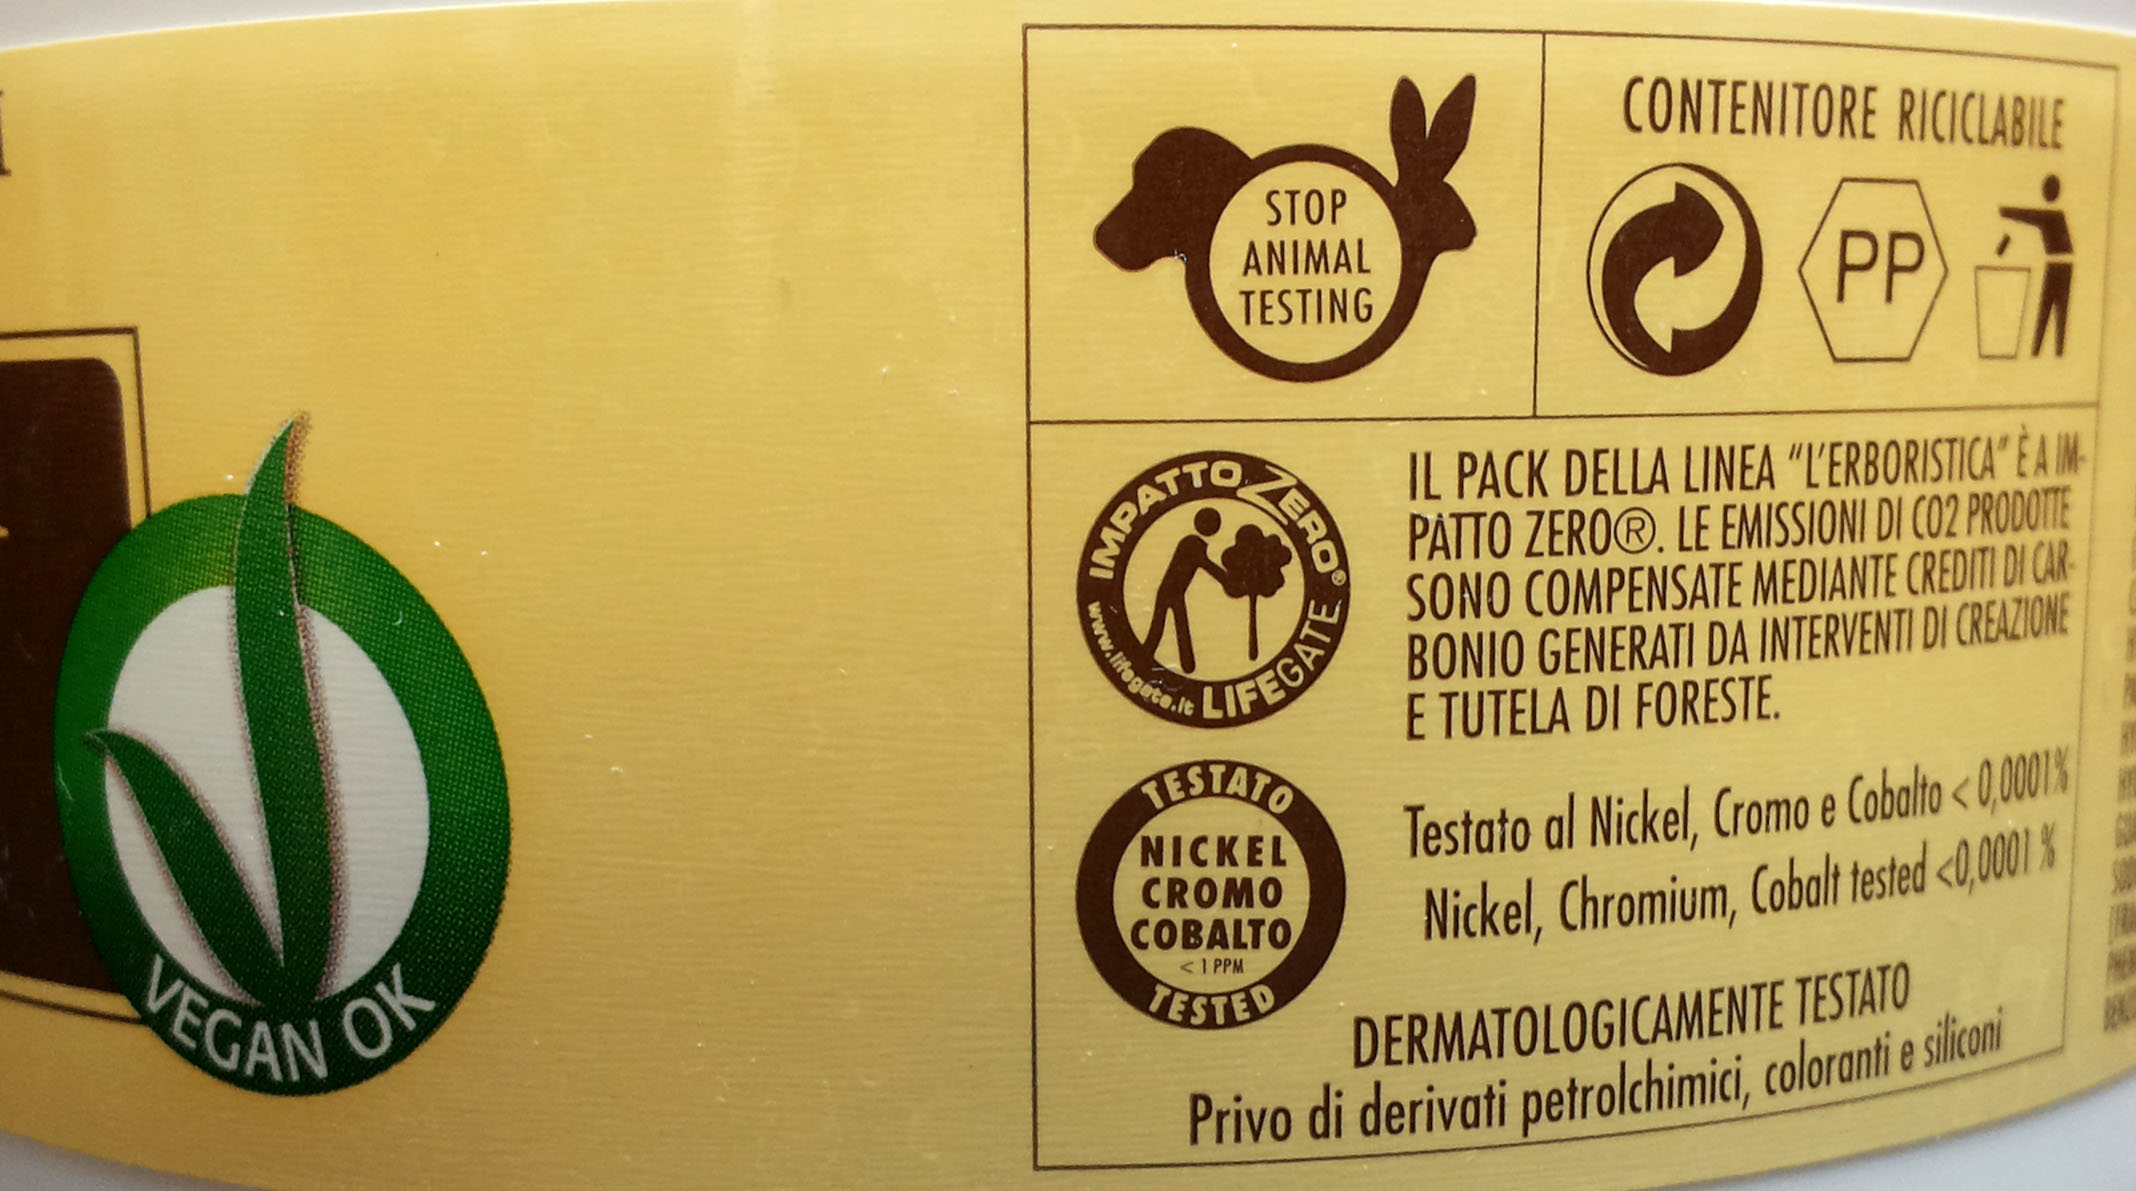 STOP
ANIMAL
TESTING
CONTENITORE RICICLABILE
PP
IMPATTO ZERO®
www.lifegate.it LIFEGATE
IL PACK DELLA LINEA “L'ERBORISTICA” È A IM-
PATTO ZERO®. LE EMISSIONI DI CO2 PRODOTTE
SONO COMPENSATE MEDIANTE CREDITI DI CAR-
BONIO GENERATI DA INTERVENTI DI CREAZIONE
E TUTELA DI FORESTE.
TESTATO
NICKEL
CROMO
COBALTO
< 1 PPM
TESTED
Testato al Nickel, Cromo e Cobalto < 0,0001%
Nickel, Chromium, Cobalt tested <0,0001 %
DERMATOLOGICAMENTE TESTATO
Privo di derivati petrolchimici, coloranti e siliconi
VEGAN OK